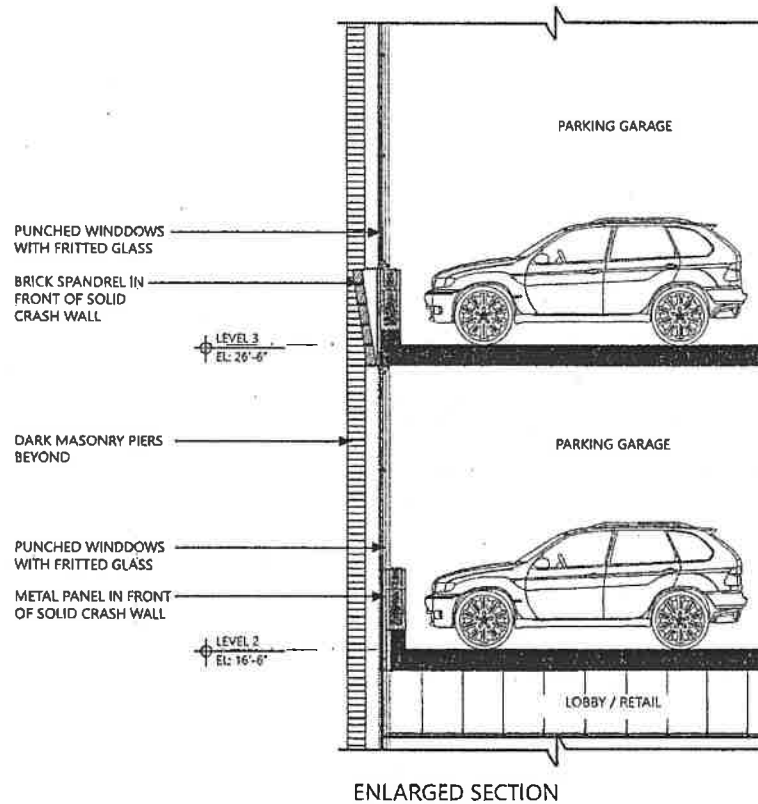 PARKING GARAGE
PUNCHED WINDDOWS
WITH FRITTED GLASS
BRICK SPANDREL IN
FRONT OF SOLID
CRASH WALL
LEVEL 3
EL: 26'-6"
DARK MASONRY PIERS
BEYOND
PARKING GARAGE
PUNCHED WINDDOWS
WITH FRITTED GLASS
METAL PANEL IN FRONT
OF SOLID CRASH WALL
LEVEL 2
EL: 16'-6"
LOBBY / RETAIL
ENLARGED SECTION